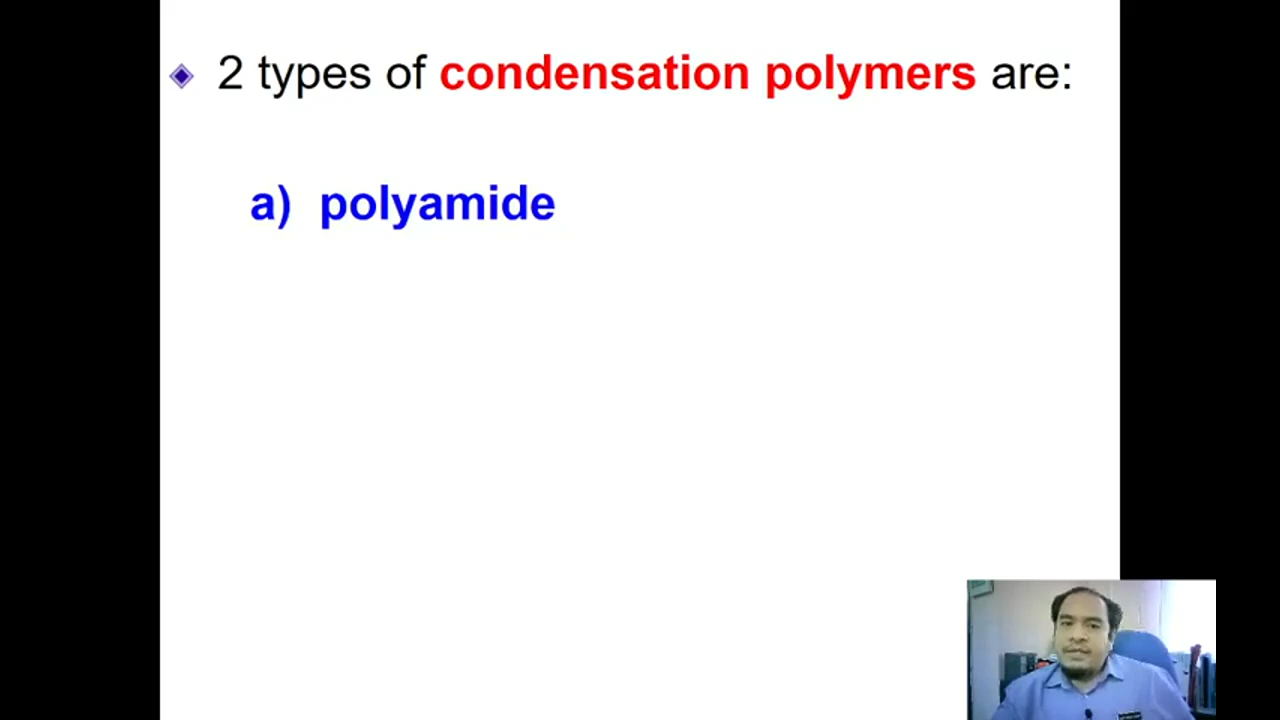 2 types of condensation polymers are:
a) polyamide